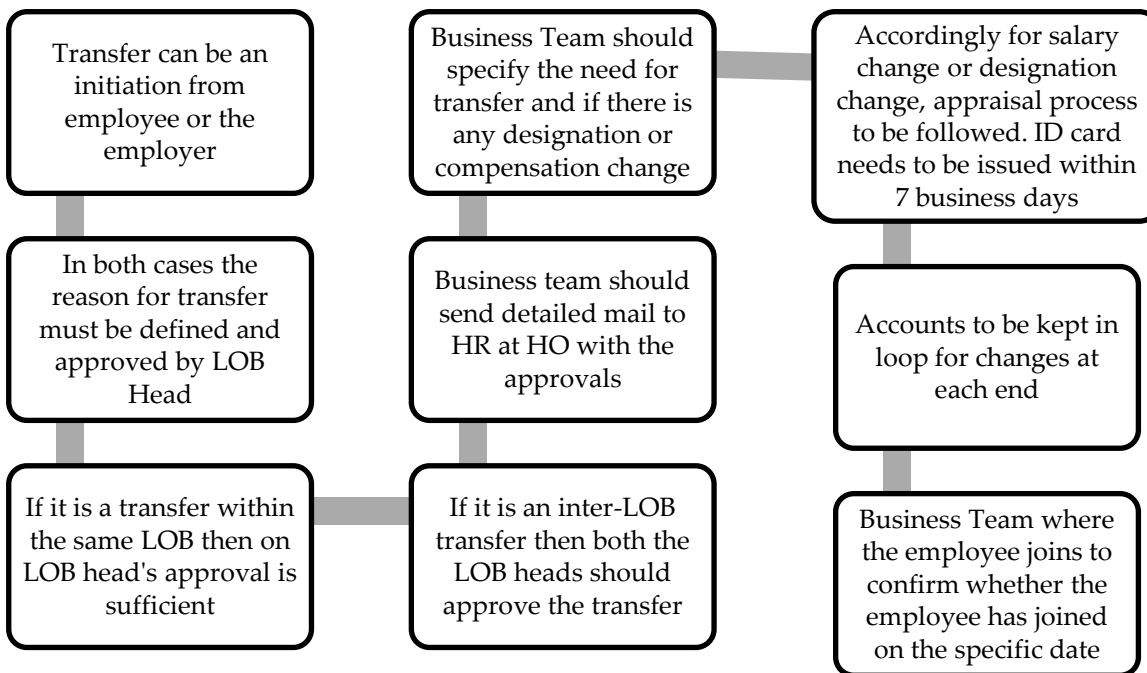 Transfer can be an
initiation from
employee or the
employer
In both cases the
reason for transfer
must be defined and
approved by LOB
Head
If it is a transfer within
the same LOB then on
LOB head's approval is
sufficient
If it is an inter-LOB
transfer then both the
LOB heads should
approve the transfer
Business team should
send detailed mail to
HR at HO with the
approvals
Business Team should
specify the need for
transfer and if there is
any designation or
compensation change
Accordingly for salary
change or designation
change, appraisal process
to be followed. ID card
needs to be issued within
7 business days
Accounts to be kept in
loop for changes at
each end
Business Team where
the employee joins to
confirm whether the
employee has joined
on the specific date